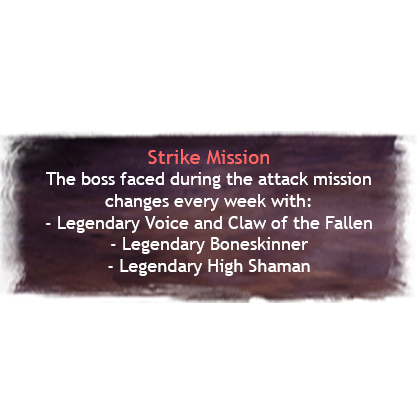 Strike Mission
The boss faced during the attack mission
changes every week with:
- Legendary Voice and Claw of the Fallen
- Legendary Boneskinner
- Legendary High Shaman